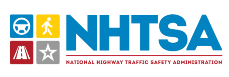 NHTSA
NATIONAL HIGHWAY TRAFFIC SAFETY ADMINISTRATION